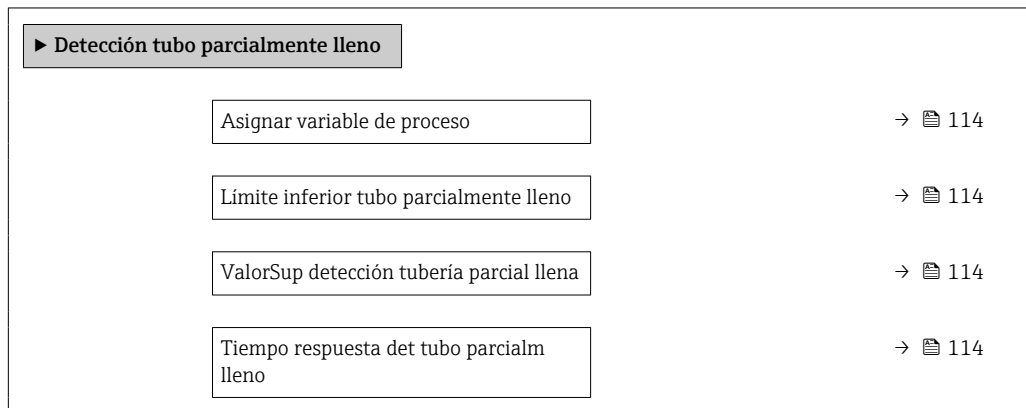 ► Detección tubo parcialmente lleno
Asignar variable de proceso → 114
Límite inferior tubo parcialmente lleno → 114
ValorSup detección tubería parcial llena → 114
Tiempo respuesta det tubo parcialm → 114
lleno